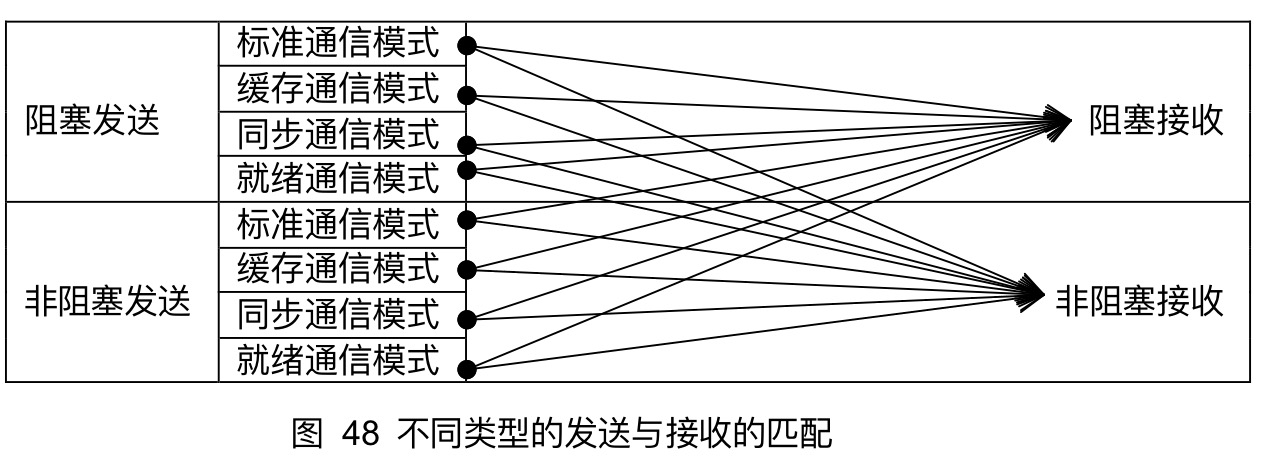 标准通信模式
缓存通信模式
阻塞发送
阻塞接收
同步通信模式
就绪通信模式
标准通信模式
缓存通信模式
非阻塞发送
非阻塞接收
同步通信模式
就绪通信模式
图 48 不同类型的发送与接收的匹配